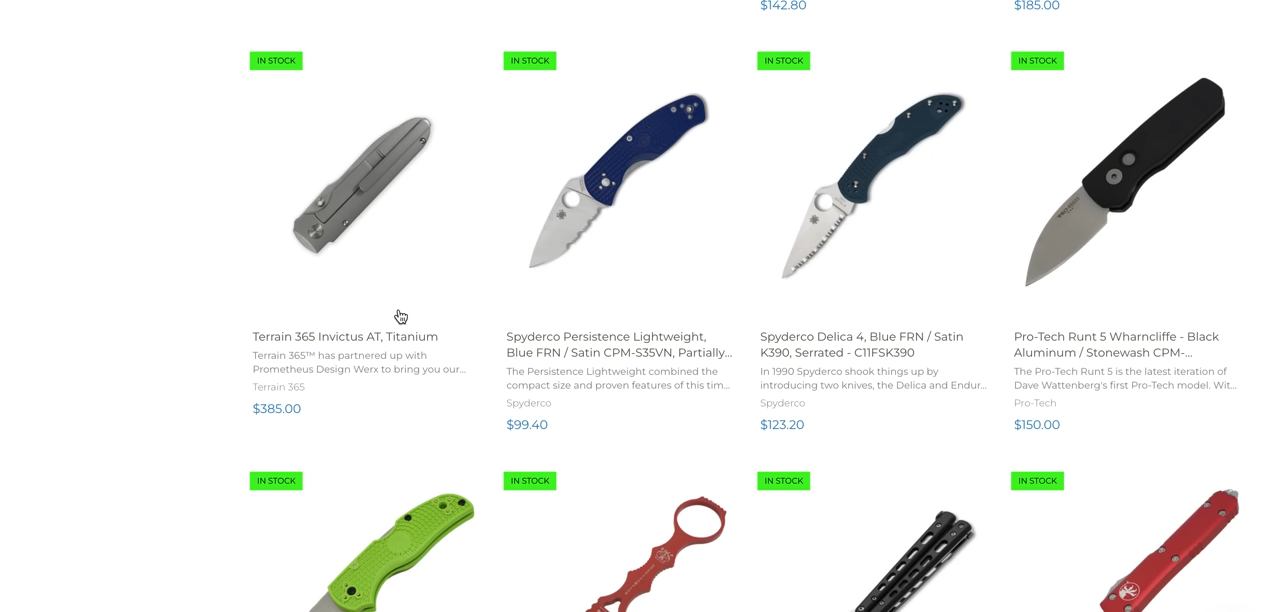 $142.80
$185.00
IN STOCK
IN STOCK
IN STOCK
IN STOCK
Terrain 365 Invictus AT, Titanium
Terrain 365™ has partnered up with
Prometheus Design Werx to bring you our...
Terrain 365
$385.00
Spyderco Persistence Lightweight,
Blue FRN / Satin CPM-S35VN, Partially...
The Persistence Lightweight combined the
compact size and proven features of this tim...
Spyderco
$99.40
Spyderco Delica 4, Blue FRN / Satin
K390, Serrated - C11FSK390
In 1990 Spyderco shook things up by
introducing two knives, the Delica and Endur...
Spyderco
$123.20
Pro-Tech Runt 5 Wharncliffe - Black
Aluminum / Stonewash CPM-...
The Pro-Tech Runt 5 is the latest iteration of
Dave Wattenberg's first Pro-Tech model. Wit...
Pro-Tech
$150.00
IN STOCK
IN STOCK
IN STOCK
IN STOCK